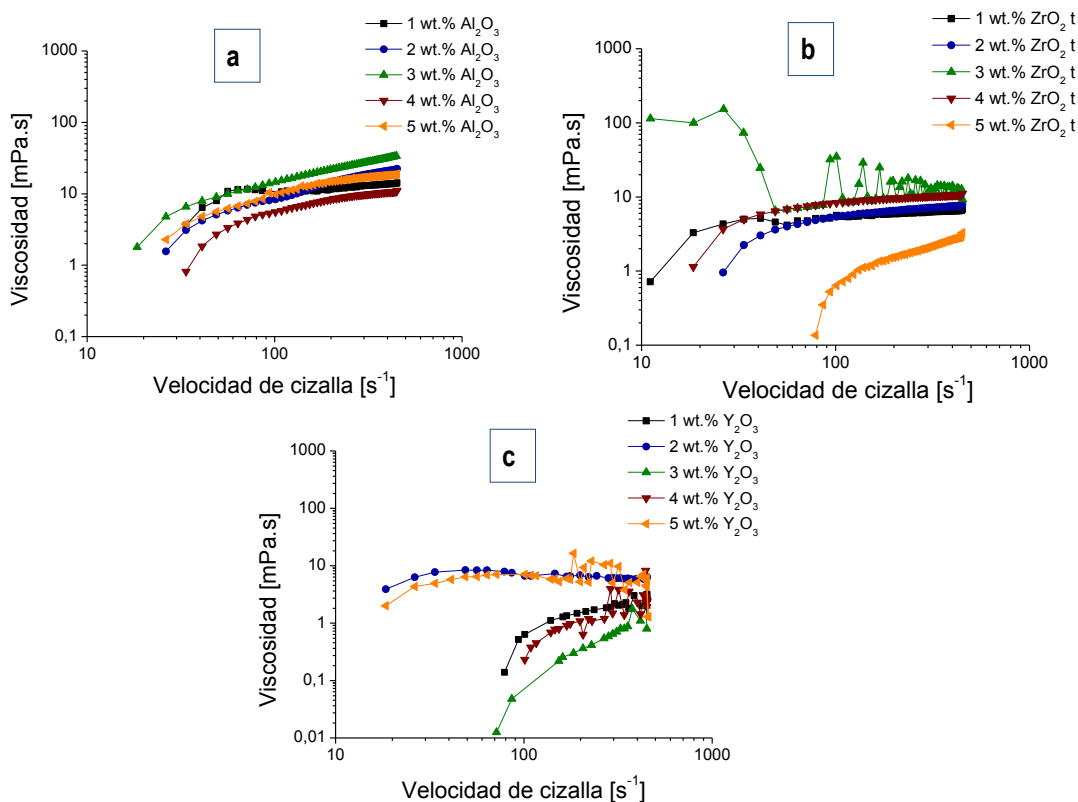 a
1 wt.% Al2O3
2 wt.% Al2O3
3 wt.% Al2O3
4 wt.% Al2O3
5 wt.% Al2O3
1000
100
10
1
0,1
Viscosidad [mPa.s]
10
100
1000
Velocidad de cizalla [s-1]
b
1 wt.% ZrO2 t
2 wt.% ZrO2 t
3 wt.% ZrO2 t
4 wt.% ZrO2 t
5 wt.% ZrO2 t
1000
100
10
1
0,1
Viscosidad [mPa.s]
10
100
1000
Velocidad de cizalla [s-1]
c
1 wt.% Y2O3
2 wt.% Y2O3
3 wt.% Y2O3
4 wt.% Y2O3
5 wt.% Y2O3
1000
100
10
1
0,1
0,01
Viscosidad [mPa.s]
10
100
1000
Velocidad de cizalla [s-1]